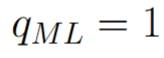 q_{ML} = 1